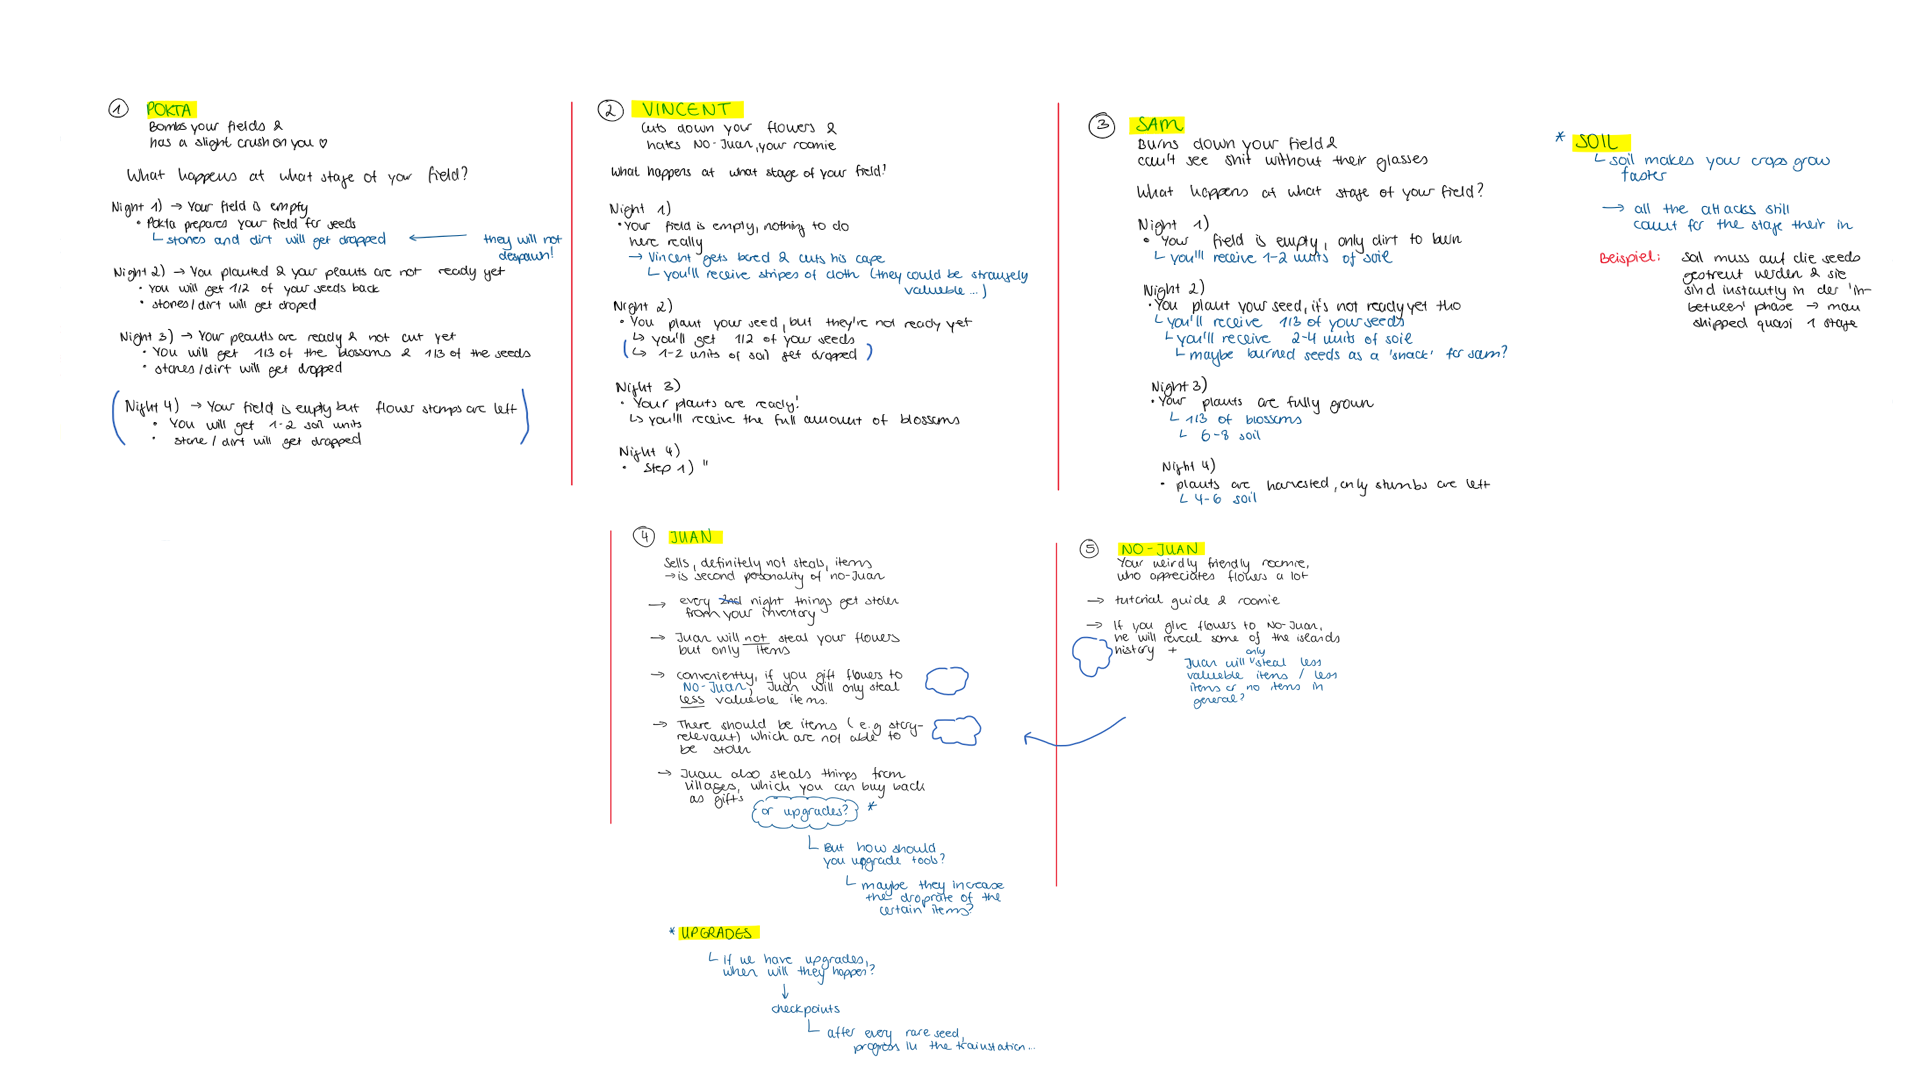 1 POKTA
Bombs your fields &
has a slight crush on you ♡
What happens at what stage of your field?
Night 1) → Your field is empty
• Pokta prepares your field for seeds
stones and dirt will get dropped ← they will not
despawn!
Night 2) → You planted & your plants are not ready yet
• You will get 1/2 of your seeds back
• stones/dirt will get droped
Night 3) → Your plants are ready & not cut yet
• You will get 1/3 of the blossoms & 1/3 of the seeds
• stones/dirt will get dropped
(Night 4) → Your field is empty but flower stamps are left)
• You will get 1-2 soil units
• stone/dirt will get dropped
2 VINCENT
Cuts down your flowers &
hates NO-Juan, your roomie
What happens at what stage of your field?
Night 1)
• Your field is empty, nothing to do
here really
→ Vincent gets bored & cuts his cape
you'll receive stripes of cloth (they could be strangely
valueble...)
Night 2)
• You plant your seed, but they're not ready yet
↳ you'll get 1/2 of your seeds
(↳ 1-2 units of soil get dropped)
Night 3)
• Your plants are ready!
↳ you'll receive the full amount of blossoms
Night 4)
• Step 1) "
3 SAM
Burns down your field &
can't see shit without their glasses
What happens at what stage of your field?
Night 1)
• Your field is empty, only dirt to burn
you'll receive 1-2 units of soil
Night 2)
• You plant your seed, it's not ready yet tho
you'll receive 1/3 of your seeds
you'll receive 2-4 units of soil
maybe burned seeds as a 'snack' for sam?
Night 3)
• Your plants are fully grown
1/3 of blossoms
6-8 soil
Night 4)
• plants are harvested, only stumbs are left
4-6 soil
* SOIL
soil makes your crops grow
faster
→ all the attacks still
count for the stage their in
Beispiel: Soil muss auf die seeds
gestreut werden & sie
sind instantly in der 'in-
between' phase → man
skipped quasi 1 stage
4 JUAN
Sells, definitely not steals, items
→ is second personality of no-Juan
→ every 2nd night things get stolen
from your inventory
→ Juan will not steal your flowers
but only items
→ conveniently, if you gift flowers to
NO-Juan, Juan will only steal
less valueble items.
→ There should be items (e.g story-
relevant) which are not able to
be stolen
→ Juan also steals things from
villages, which you can buy back
as gifts
or upgrades? *
But how should
you upgrade tools?
maybe they increase
the droprate of the
certain items?
* UPGRADES
If we have upgrades,
when will they happen?
↓
checkpoints
after every rare seed,
progress in the trainstation...
5 NO-JUAN
Your weirdly friendly roomie,
who appreciates flowers a lot
→ tutorial guide & roomie
→ If you give flowers to No-Juan,
he will reveal some of the islands
history +
only
Juan will steal less
valueble items / less
items or no items in
general?